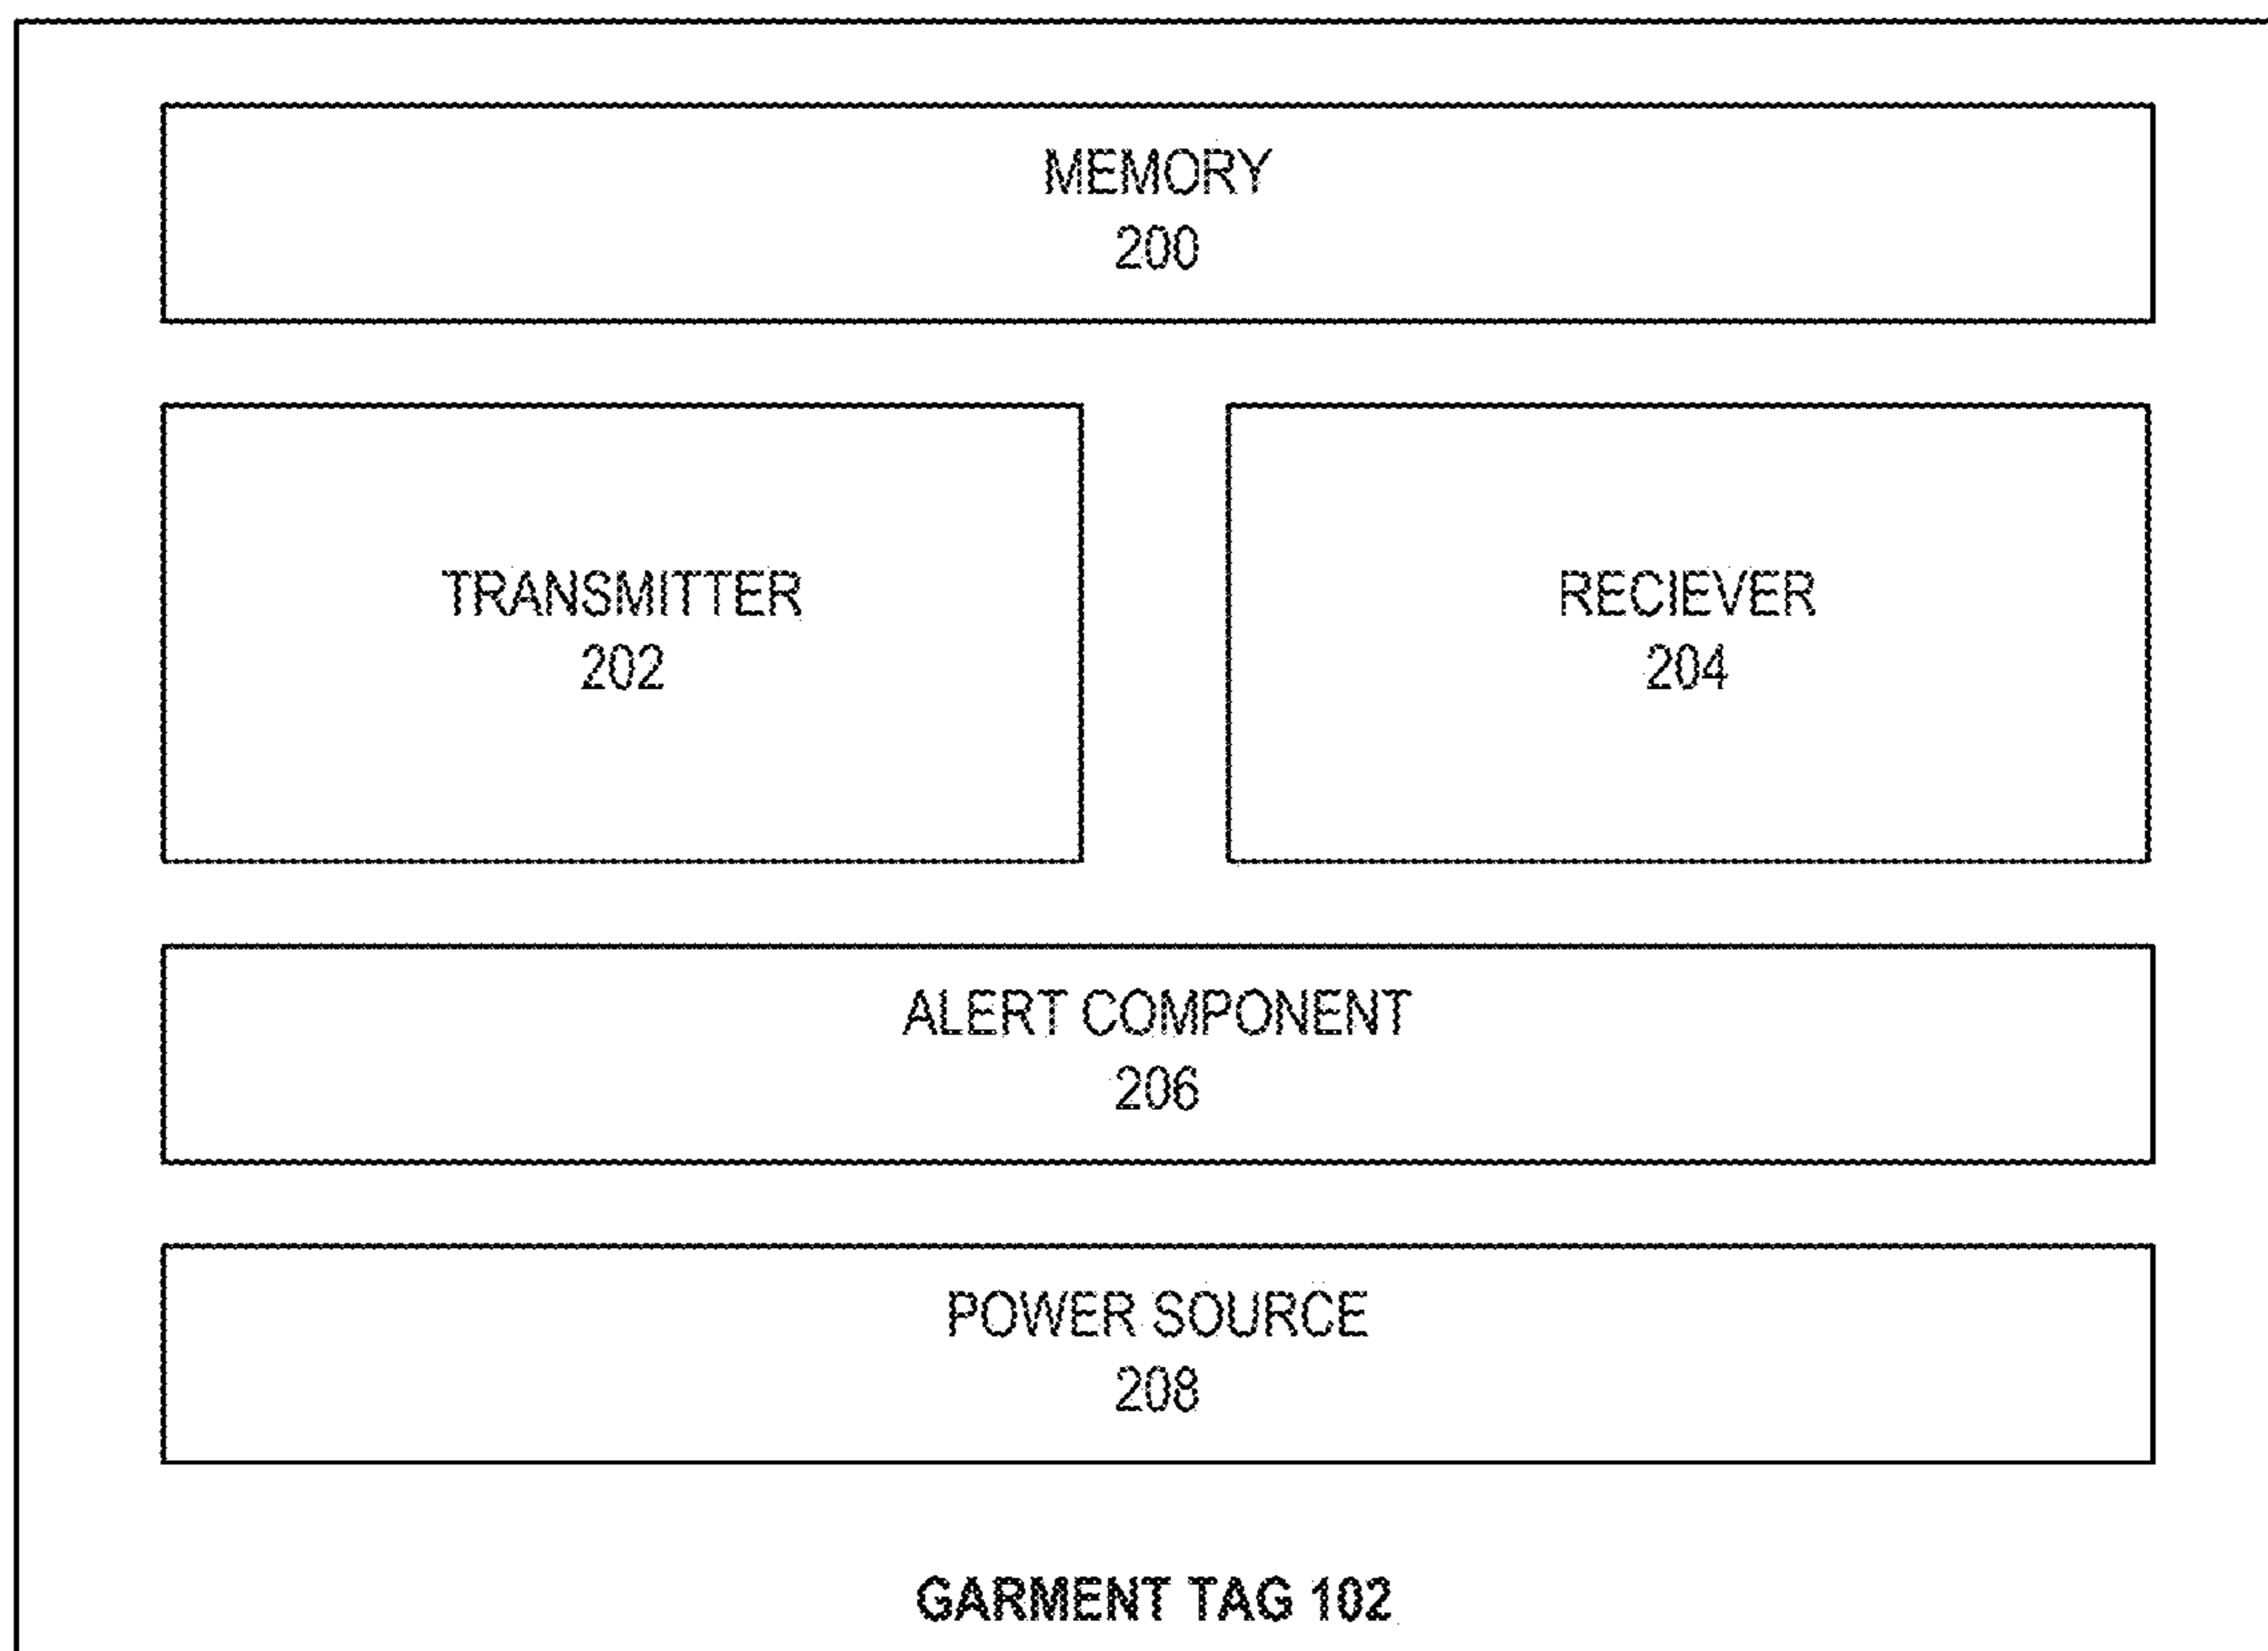 MEMORY
200
TRANSMITTER
202
RECIEVER
204
ALERT COMPONENT
206
POWER SOURCE
208
GARMENT TAG 102